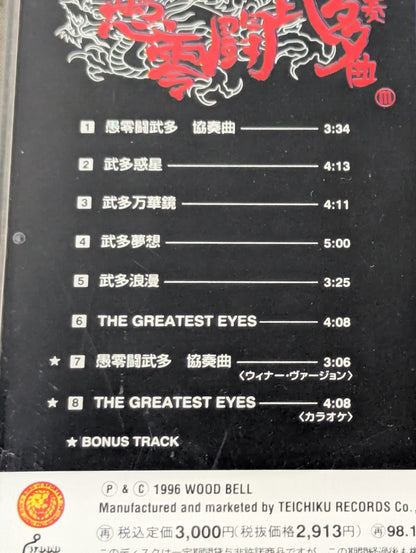 愚零闘武多
協奏曲
III
1 愚零闘武多 協奏曲 3:34
2 武多惑星 4:13
3 武多万華鏡 4:11
4 武多夢想 5:00
5 武多浪漫 3:25
6 THE GREATEST EYES 4:08
★ 7 愚零闘武多 協奏曲 3:06
〈ウィナー・ヴァージョン〉
★ 8 THE GREATEST EYES 4:08
〈カラオケ〉
★ BONUS TRACK
Ⓟ & Ⓒ 1996 WOOD BELL
Manufactured and marketed by TEICHIKU RECORDS Co.,
再 税込定価3,000円(税抜価格2,913円) 再 98.1